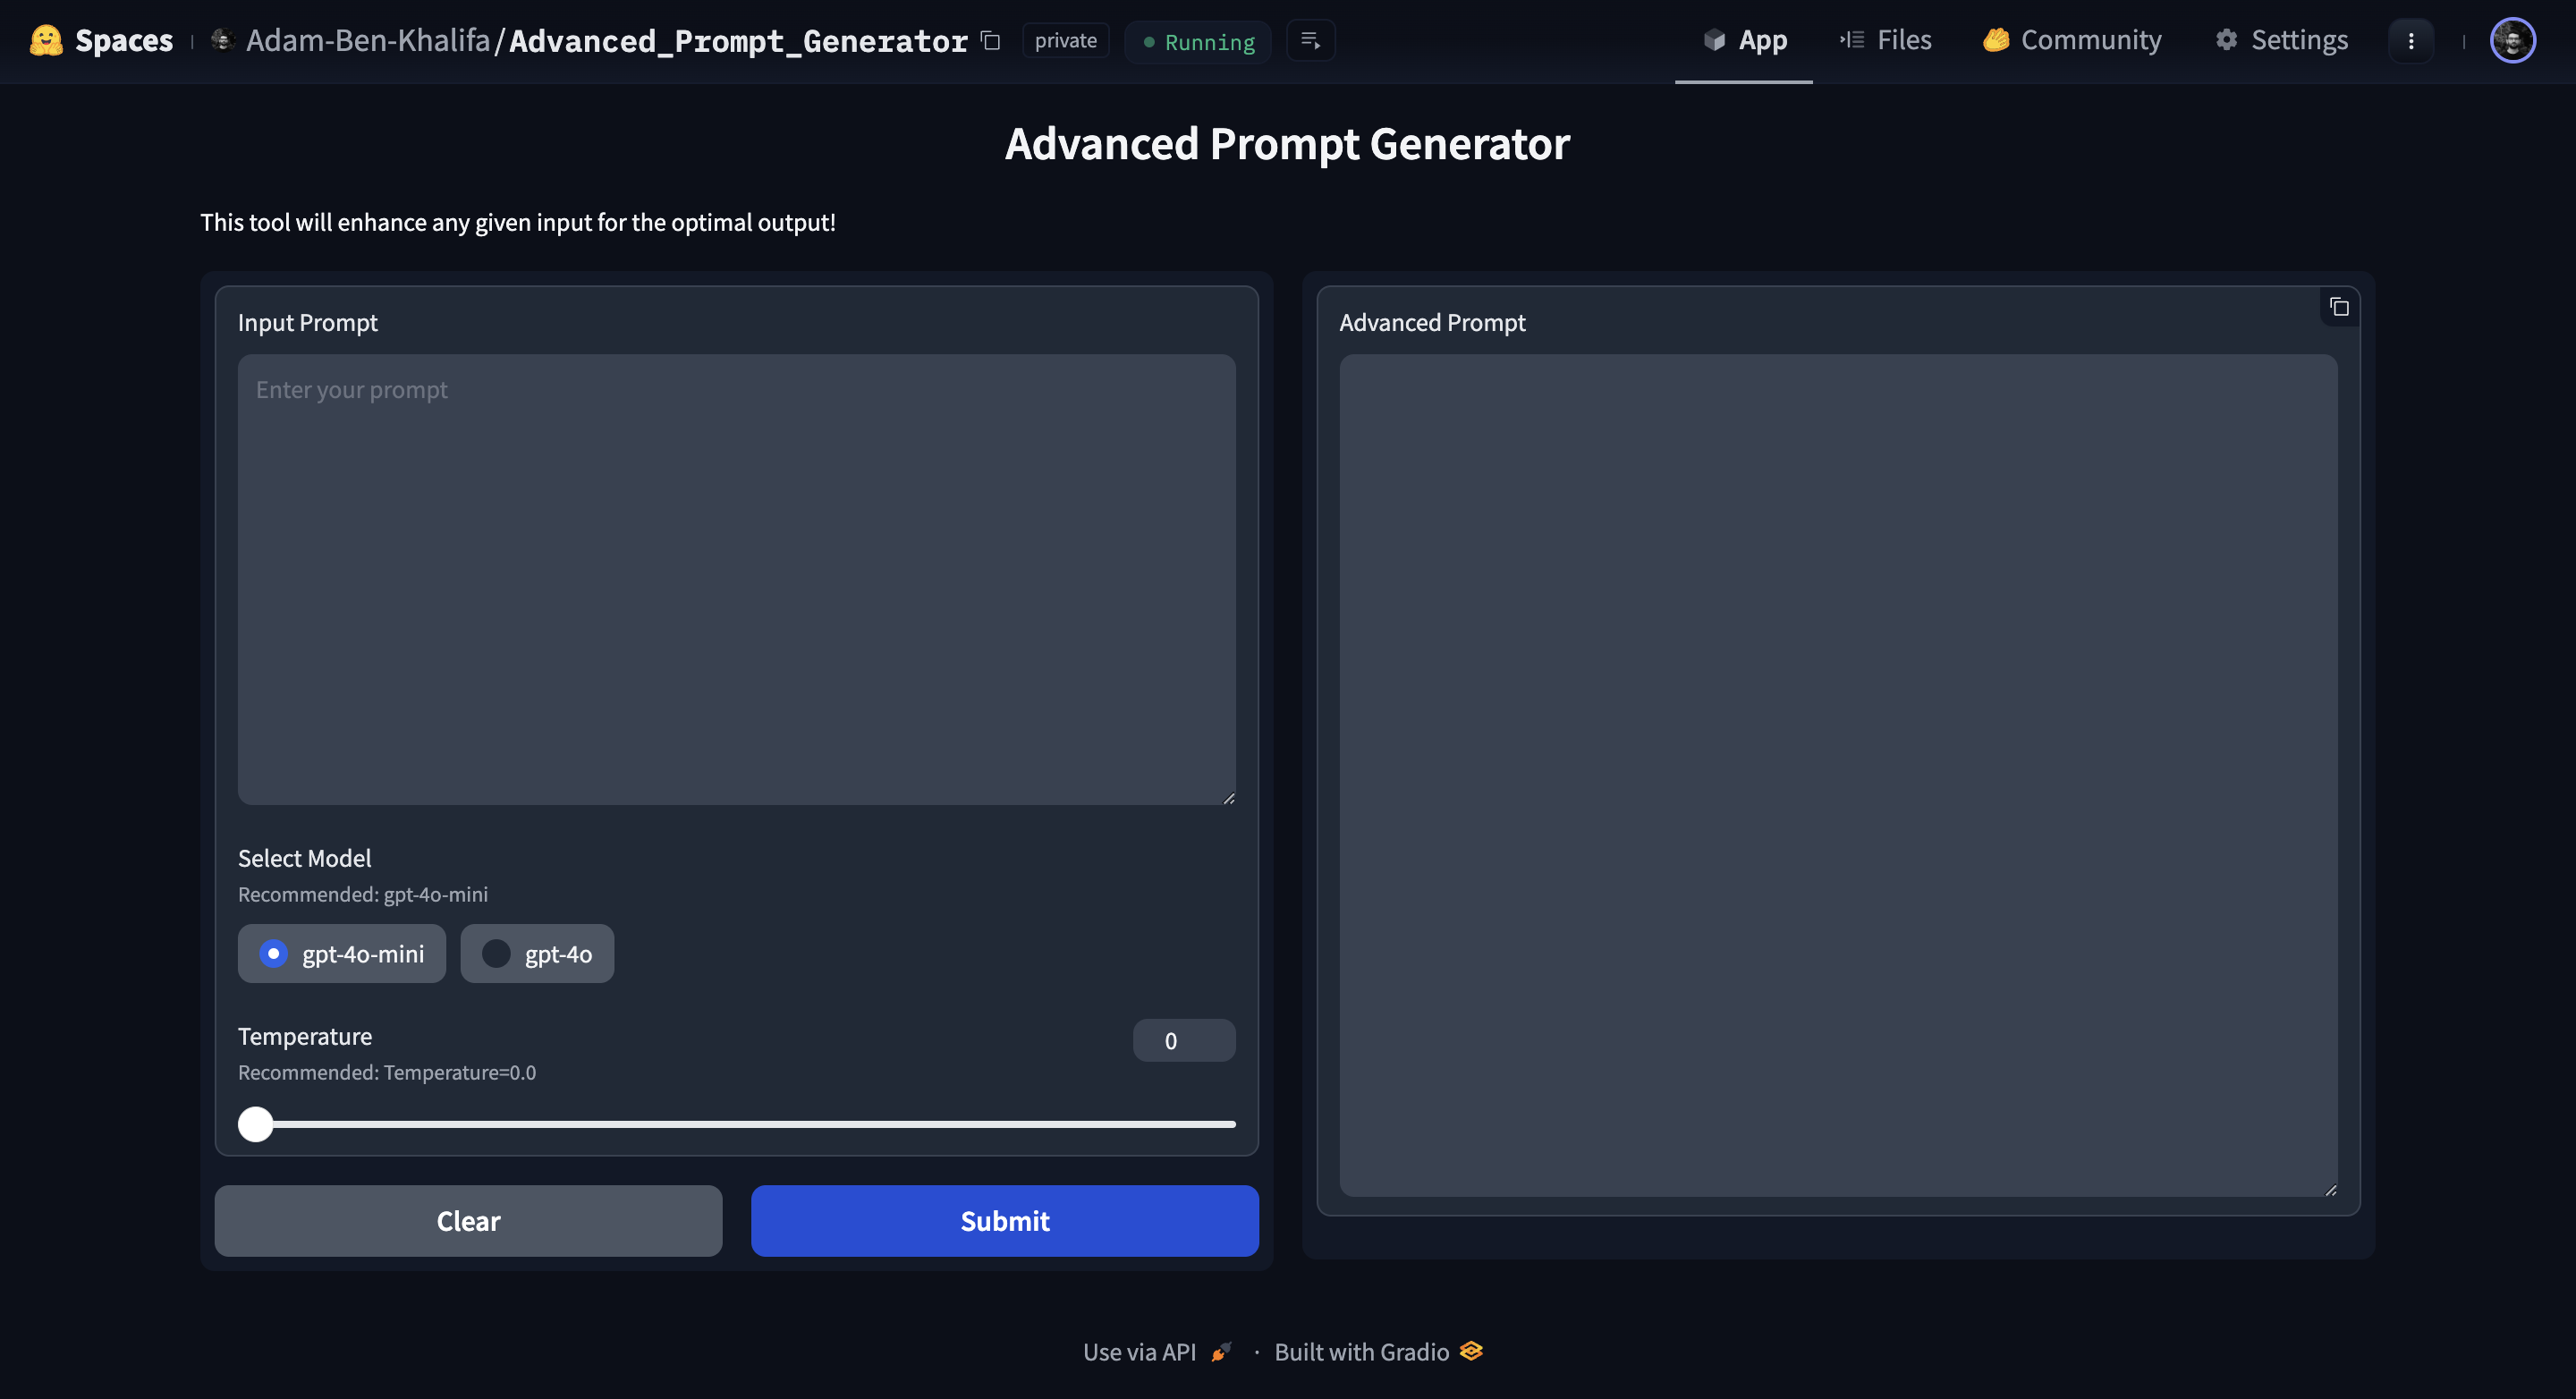 Spaces Adam-Ben-Khalifa/Advanced_Prompt_Generator private Running App Files Community Settings
Advanced Prompt Generator
This tool will enhance any given input for the optimal output!
Input Prompt
Enter your prompt
Select Model
Recommended: gpt-4o-mini
gpt-4o-mini gpt-4o
Temperature 0
Recommended: Temperature=0.0
Clear Submit
Advanced Prompt
Use via API · Built with Gradio